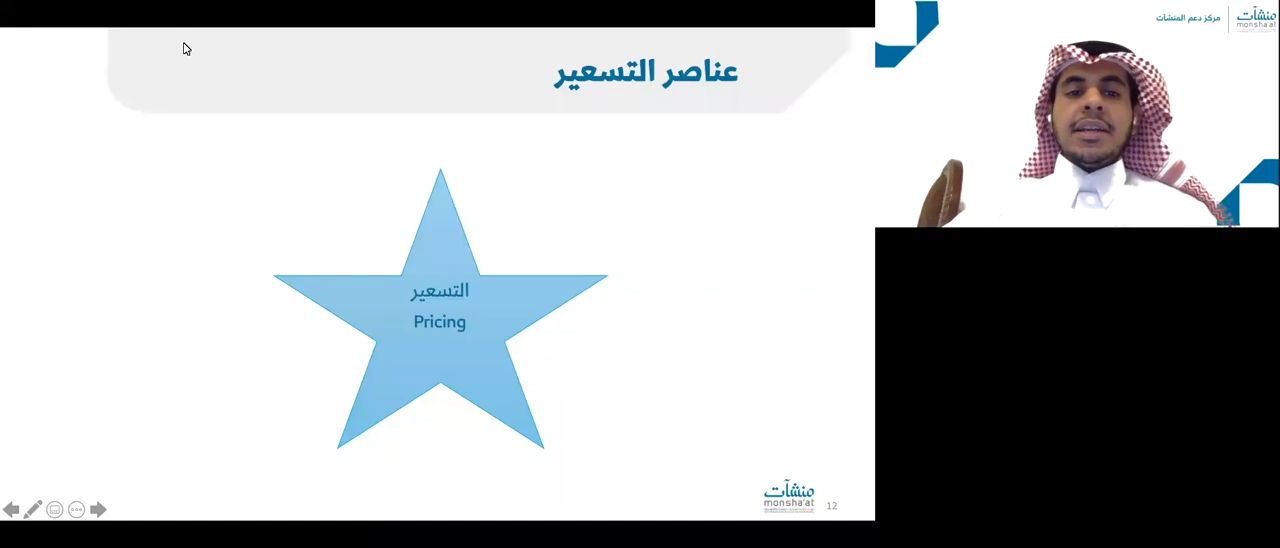 عناصر التسعير
التسعير
Pricing
منشآت
monsha'at
12
مركز دعم المنشآت
منشآت
monsha'at